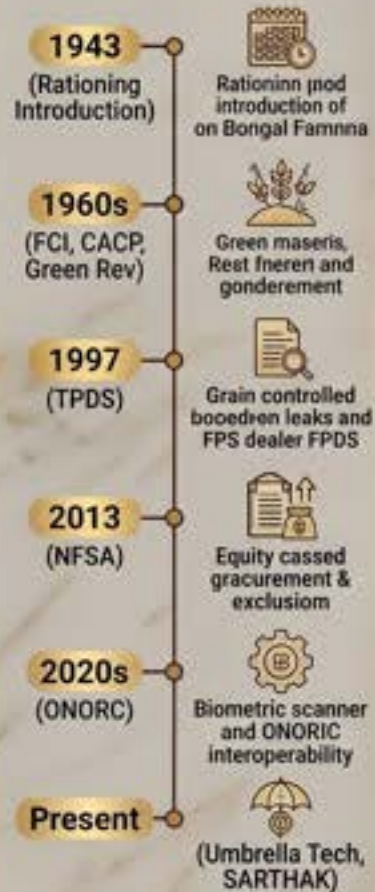 1943
(Rationing
Introduction)
Rationinn pod
introduction of
on Bongal Famnna
1960s
(FCI, CACP,
Green Rev)
Green maseris,
Rest fneren and
gonderement
1997
(TPDS)
Grain controlled
booedren leaks and
FPS dealer FPDS
2013
(NFSA)
Equity cassed
gracurement &
exclusiom
2020s
(ONORC)
Biometric scanner
and ONORIC
interoperability
Present
(Umbrella Tech,
SARTHAK)